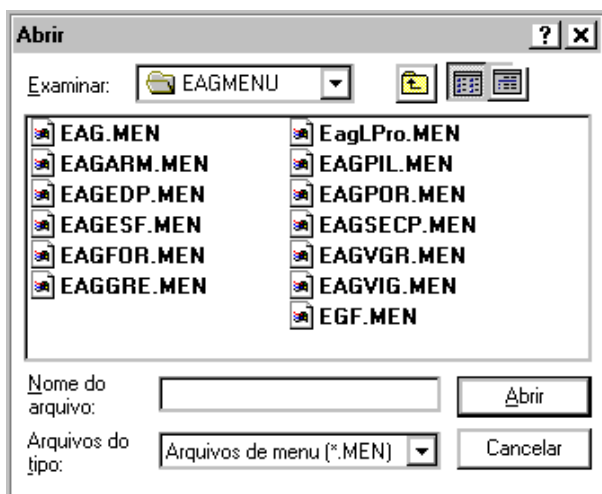 Abrir
Examinar: EAGMENU
EAG.MEN EagLPro.MEN
EAGARM.MEN EAGPIL.MEN
EAGEDP.MEN EAGPOR.MEN
EAGESF.MEN EAGSECP.MEN
EAGFOR.MEN EAGVGR.MEN
EAGGRE.MEN EAGVIG.MEN
EGF.MEN
Nome do
arquivo: Abrir
Arquivos do
tipo: Arquivos de menu (*.MEN) Cancelar